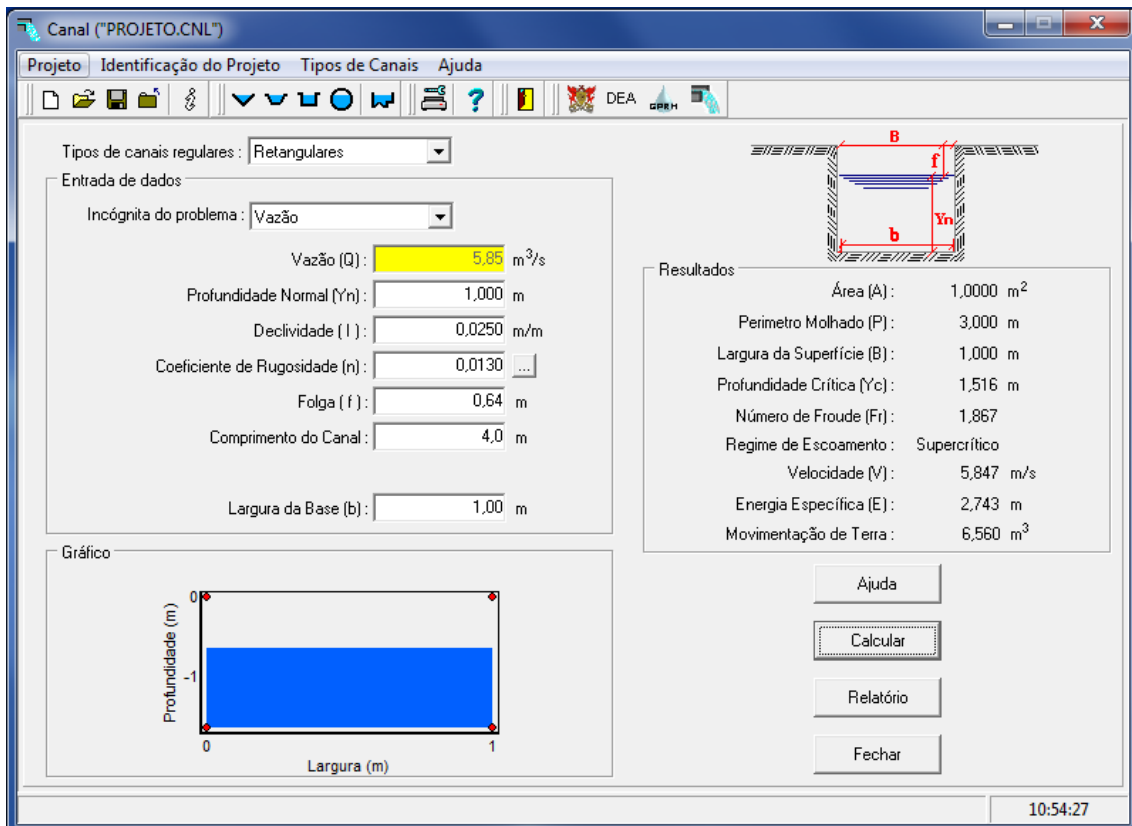 Canal ("PROJETO.CNL")
Projeto Identificação do Projeto Tipos de Canais Ajuda
DEA GPRH
Tipos de canais regulares : Retangulares
Entrada de dados
Incógnita do problema : Vazão
Vazão (Q) : 5,85 m³/s
Profundidade Normal (Yn) : 1,000 m
Declividade ( I ) : 0,0250 m/m
Coeficiente de Rugosidade (n) : 0,0130 ...
Folga ( f ) : 0,64 m
Comprimento do Canal : 4,0 m
Largura da Base (b) : 1,00 m
B
f
Yn
b
Resultados
Área (A) : 1,0000 m²
Perimetro Molhado (P) : 3,000 m
Largura da Superfície (B) : 1,000 m
Profundidade Crítica (Yc) : 1,516 m
Número de Froude (Fr) : 1,867
Regime de Escoamento : Supercrítico
Velocidade (V) : 5,847 m/s
Energia Específica (E) : 2,743 m
Movimentação de Terra : 6,560 m³
Gráfico
Profundidade (m)
0
-1
0 1
Largura (m)
Ajuda
Calcular
Relatório
Fechar
10:54:27